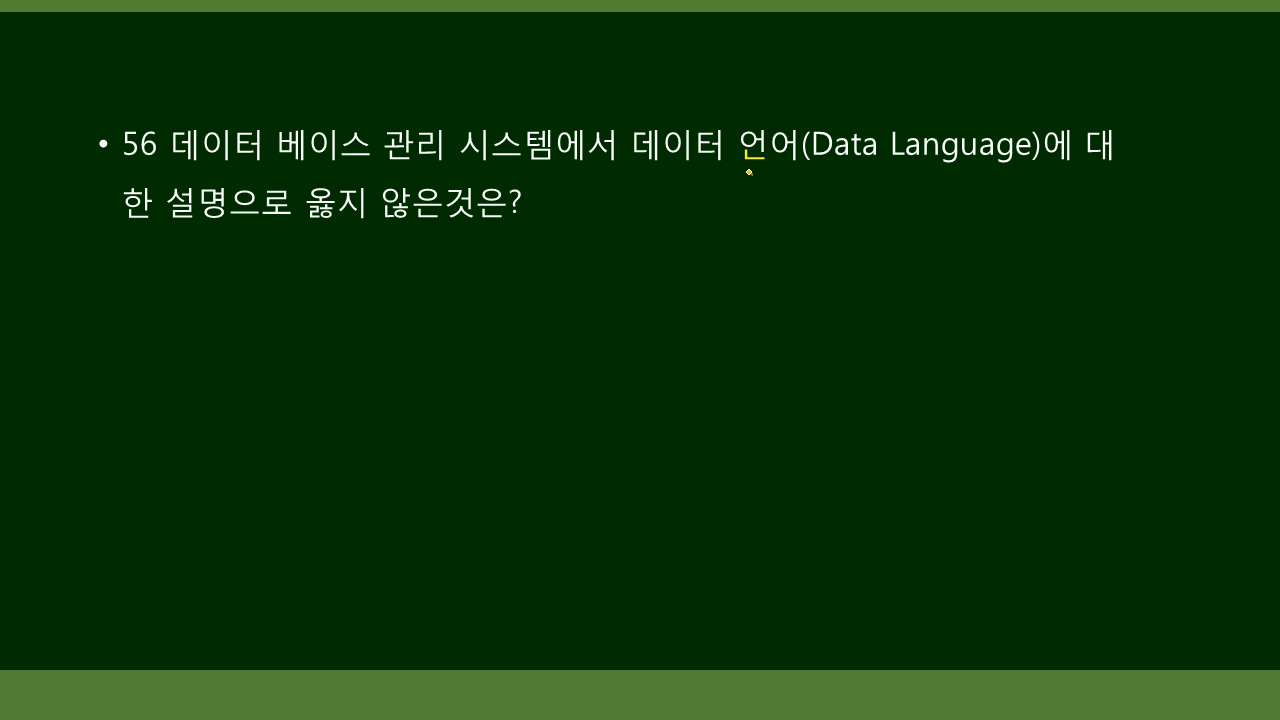 • 56 데이터 베이스 관리 시스템에서 데이터 언어(Data Language)에 대
한 설명으로 옳지 않은것은?